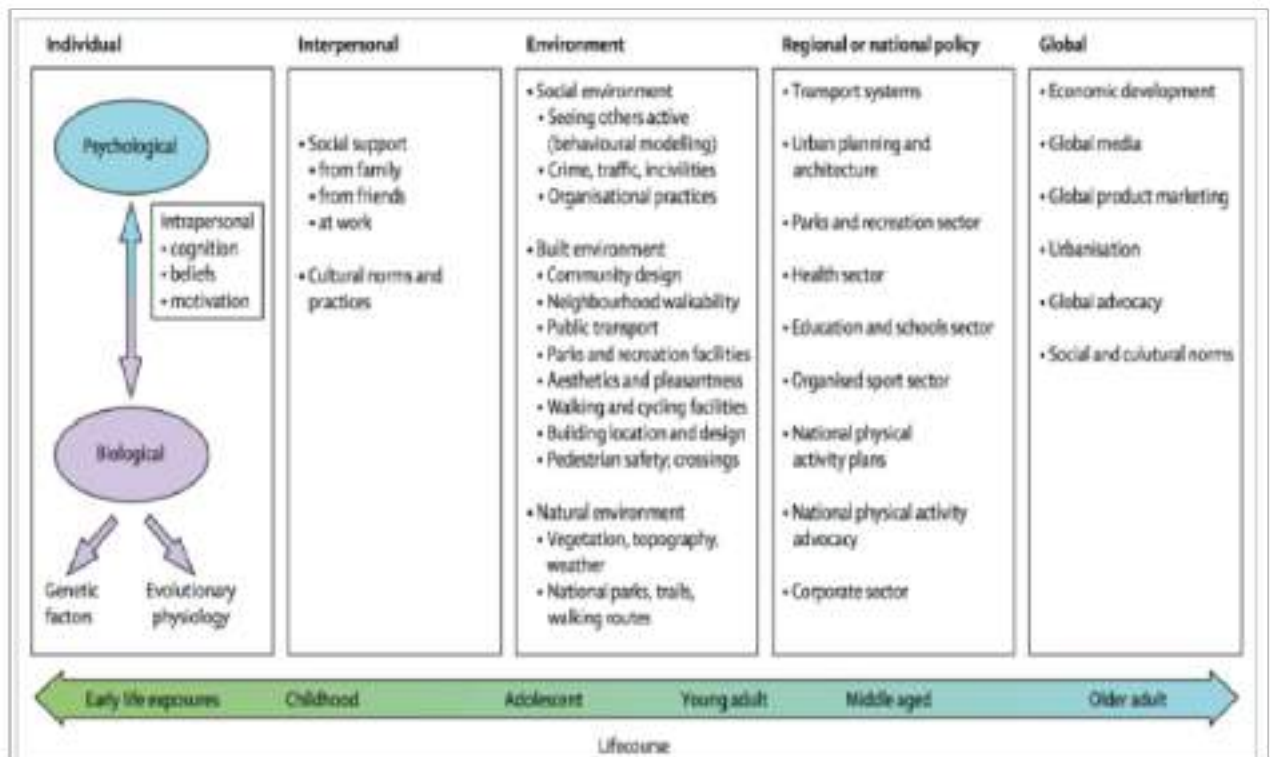 Individual
Psychological
Intrapersonal
• cognition
• beliefs
• motivation
Biological
Genetic
factors
Evolutionary
physiology
Interpersonal
• Social support
• from family
• from friends
• at work
• Cultural norms and
practices
Environment
• Social environment
• Seeing others active
(behavioural modelling)
• Crime, traffic, incivilities
• Organisational practices
• Built environment
• Community design
• Neighbourhood walkability
• Public transport
• Parks and recreation facilities
• Aesthetics and pleasantness
• Walking and cycling facilities
• Building location and design
• Pedestrian safety; crossings
• Natural environment
• Vegetation, topography,
weather
• National parks, trails,
walking routes
Regional or national policy
• Transport systems
• Urban planning and
architecture
• Parks and recreation sector
• Health sector
• Education and schools sector
• Organised sport sector
• National physical
activity plans
• National physical activity
advocacy
• Corporate sector
Global
• Economic development
• Global media
• Global product marketing
• Urbanisation
• Global advocacy
• Social and culutural norms
Early life exposures Childhood Adolescent Young adult Middle aged Older adult
Lifecourse